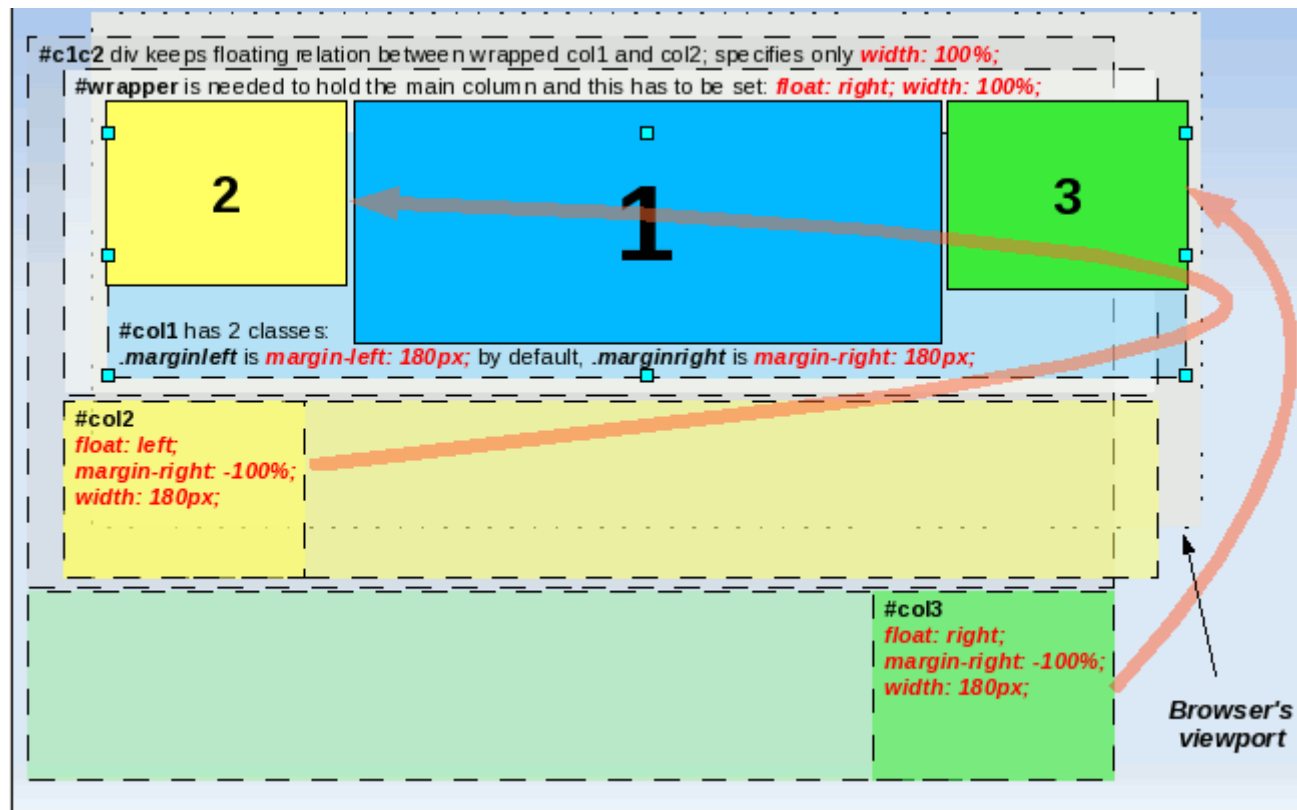 #c1c2 div keeps floating relation between wrapped col1 and col2; specifies only width: 100%;
#wrapper is needed to hold the main column and this has to be set: float: right; width: 100%;
2
1
3
#col1 has 2 classes:
.marginleft is margin-left: 180px; by default, .marginright is margin-right: 180px;
#col2
float: left;
margin-right: -100%;
width: 180px;
#col3
float: right;
margin-right: -100%;
width: 180px;
Browser's
viewport